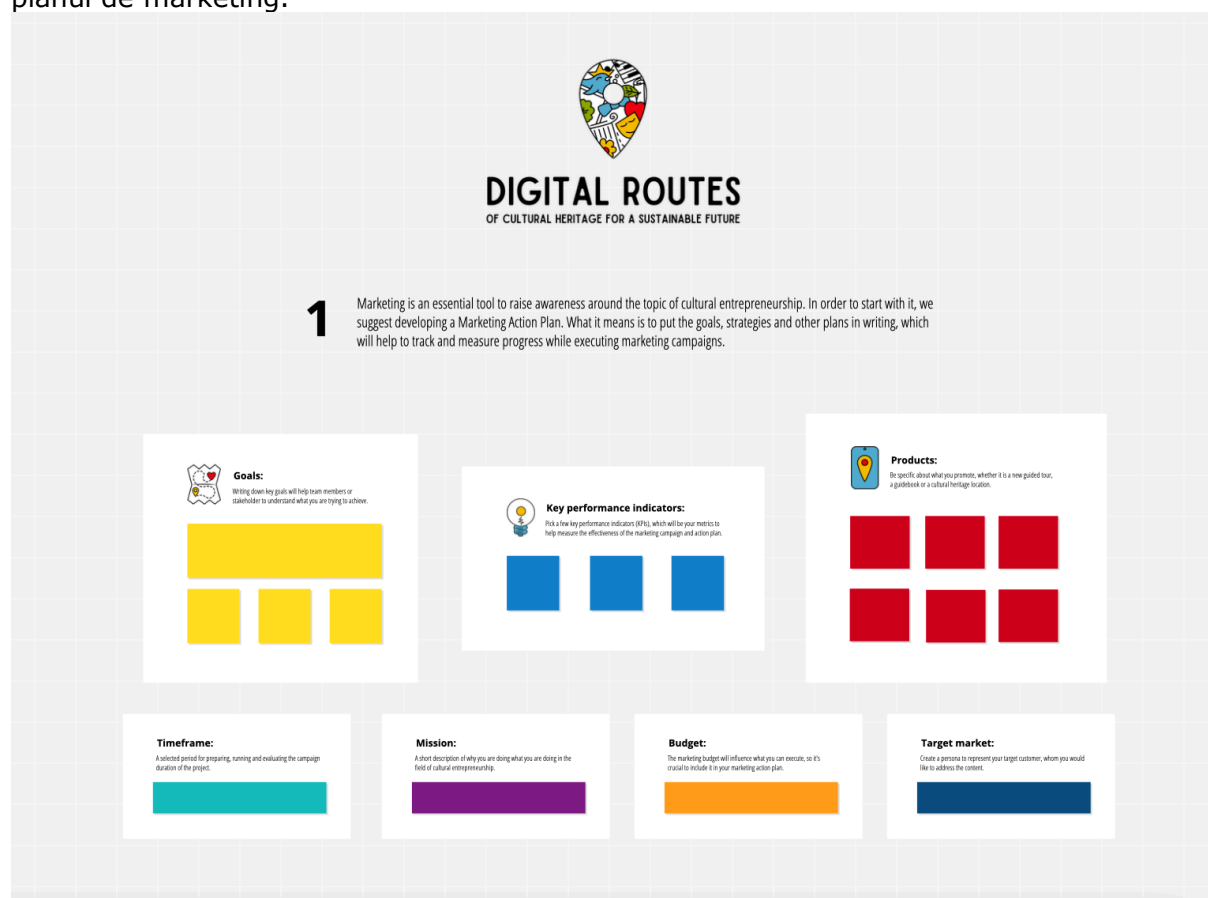 planul de marketing:
DIGITAL ROUTES
OF CULTURAL HERITAGE FOR A SUSTAINABLE FUTURE
1
Marketing is an essential tool to raise awareness around the topic of cultural entrepreneurship. In order to start with it, we
suggest developing a Marketing Action Plan. What it means is to put the goals, strategies and other plans in writing, which
will help to track and measure progress while executing marketing campaigns.
Goals:
Writing down key goals will help team members or
stakeholder to understand what you are trying to achieve.
Key performance indicators:
Pick a few key performance indicators (KPIs), which will be your metrics to
help measure the effectiveness of the marketing campaign and action plan.
Products:
Be specific about what you promote, whether it is a new guided tour,
a guidebook or a cultural heritage location.
Timeframe:
A selected period for preparing, running and evaluating the campaign
duration of the project.
Mission:
A short description of why you are doing what you are doing in the
field of cultural entrepreneurship.
Budget:
The marketing budget will influence what you can execute, so it's
crucial to include it in your marketing action plan.
Target market:
Create a persona to represent your target customer, whom you would
like to address the content.